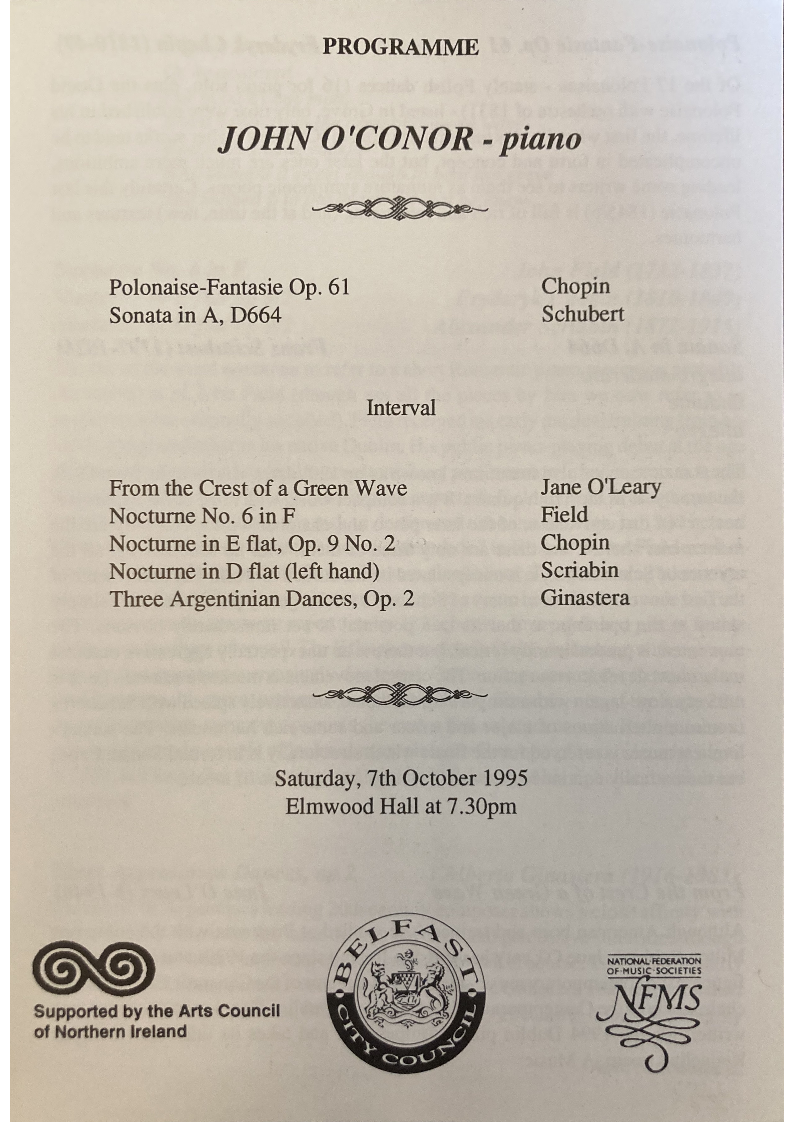 PROGRAMME
JOHN O'CONOR - piano
Polonaise-Fantasie Op. 61 Chopin
Sonata in A, D664 Schubert
Interval
From the Crest of a Green Wave Jane O'Leary
Nocturne No. 6 in F Field
Nocturne in E flat, Op. 9 No. 2 Chopin
Nocturne in D flat (left hand) Scriabin
Three Argentinian Dances, Op. 2 Ginastera
Saturday, 7th October 1995
Elmwood Hall at 7.30pm
Supported by the Arts Council
of Northern Ireland
BELFAST
CITY COUNCIL
NATIONAL·FEDERATION
OF·MUSIC·SOCIETIES
NFMS